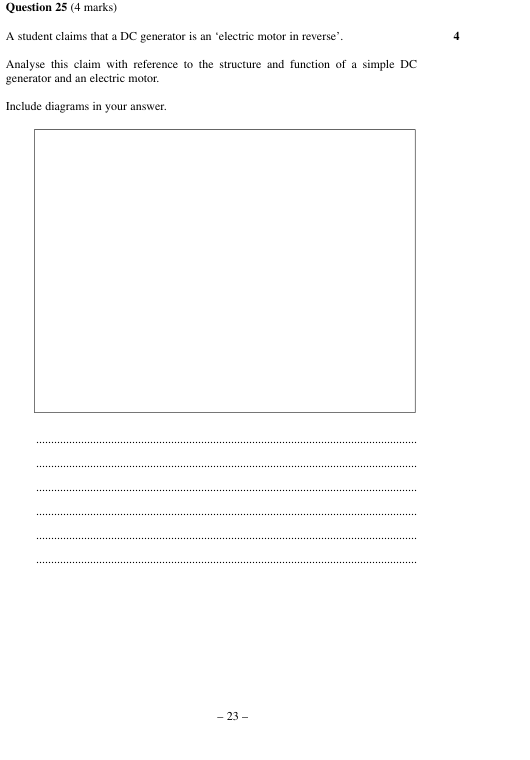 Question 25 (4 marks)
A student claims that a DC generator is an ‘electric motor in reverse’. 4
Analyse this claim with reference to the structure and function of a simple DC
generator and an electric motor.
Include diagrams in your answer.
– 23 –